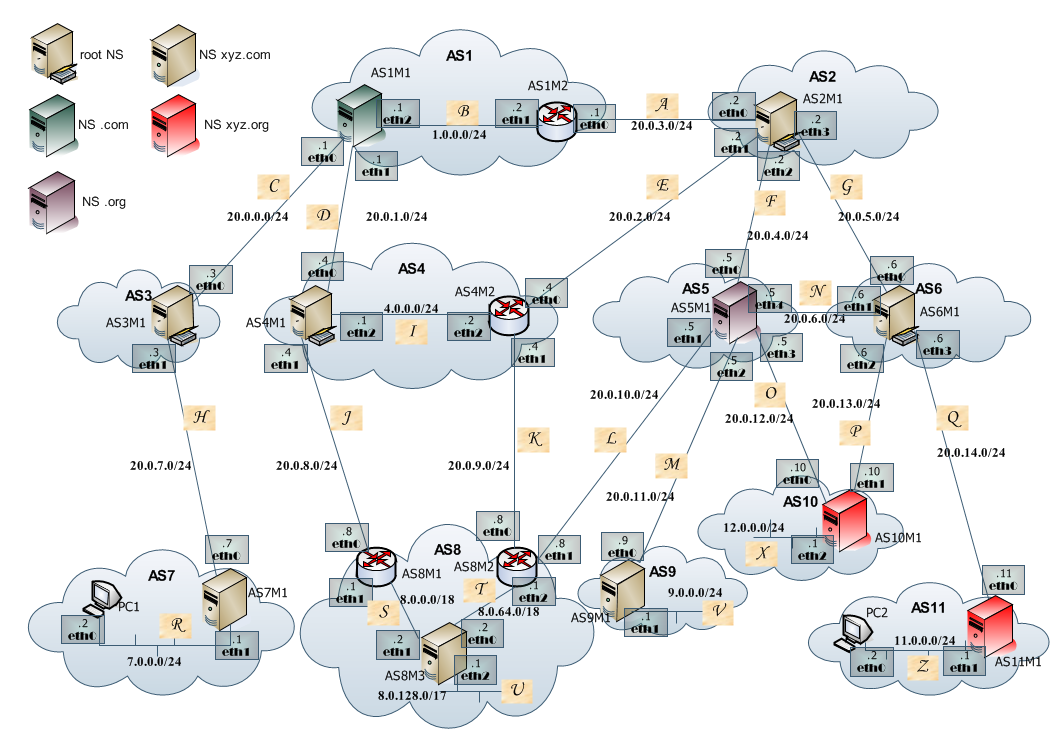 root NS
NS xyz.com
NS .com
NS xyz.org
NS .org
AS1
AS1M1
AS1M2
.1
eth2
B
1.0.0.0/24
.2
eth1
.1
eth0
A
20.0.3.0/24
AS2
AS2M1
.2
eth0
.2
eth3
.2
eth1
.2
eth2
.1
eth0
.1
eth1
C
20.0.0.0/24
D
20.0.1.0/24
E
20.0.2.0/24
F
20.0.4.0/24
G
20.0.5.0/24
AS3
AS3M1
.3
eth0
.3
eth1
AS4
AS4M1
AS4M2
.4
eth0
4.0.0.0/24
.1
eth2
I
.2
eth2
.4
eth0
.4
eth1
.4
eth1
AS5
AS5M1
.5
eth0
.5
eth4
.5
eth1
.5
eth3
.5
eth2
N
20.0.6.0/24
AS6
AS6M1
.6
eth0
.6
eth1
.6
eth2
.6
eth3
H
20.0.7.0/24
J
20.0.8.0/24
K
20.0.9.0/24
L
20.0.10.0/24
M
20.0.11.0/24
O
20.0.12.0/24
20.0.13.0/24
P
Q
20.0.14.0/24
AS7
AS7M1
PC1
.7
eth0
.2
eth0
R
.1
eth1
7.0.0.0/24
AS8
AS8M1
AS8M2
AS8M3
.8
eth0
.8
eth0
.8
eth1
.1
eth1
.1
eth2
S
8.0.0.0/18
T
8.0.64.0/18
.2
eth1
.2
eth0
.1
eth2
8.0.128.0/17
U
AS9
AS9M1
.9
eth0
9.0.0.0/24
.1
eth1
V
AS10
AS10M1
.10
eth0
.10
eth1
12.0.0.0/24
.1
eth2
X
AS11
AS11M1
PC2
.11
eth0
11.0.0.0/24
.2
eth0
Z
.1
eth1